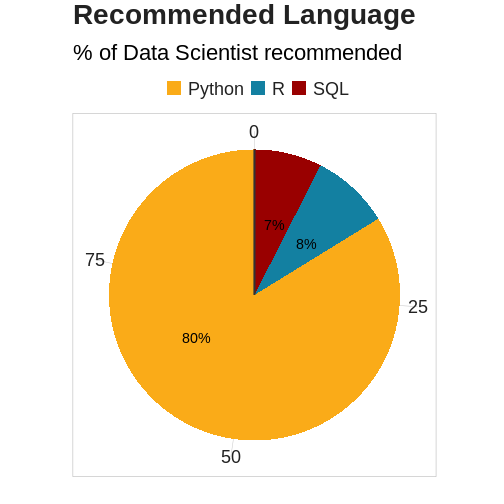 Recommended Language
% of Data Scientist recommended
Python R SQL
0
7%
8%
75
25
80%
50